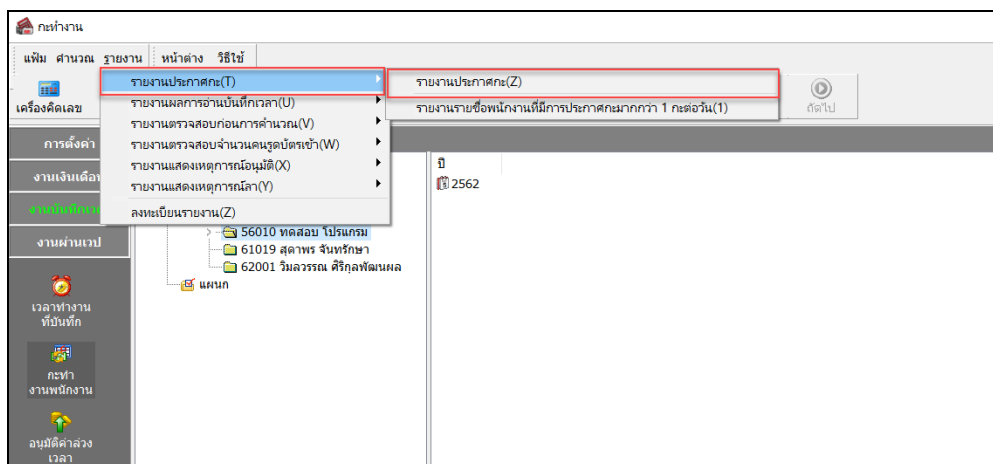 กะทำงาน
แฟ้ม คำนวณ รายงาน หน้าต่าง วิธีใช้
เครื่องคิดเลข
ถัดไป
รายงานประกาศกะ(T)
รายงานผลการอ่านบันทึกเวลา(U)
รายงานตรวจสอบก่อนการคำนวณ(V)
รายงานตรวจสอบจำนวนคนรูดบัตรเข้า(W)
รายงานแสดงเหตุการณ์อนุมัติ(X)
รายงานแสดงเหตุการณ์ลา(Y)
ลงทะเบียนรายงาน(Z)
รายงานประกาศกะ(Z)
รายงานรายชื่อพนักงานที่มีการประกาศกะมากกว่า 1 กะต่อวัน(1)
การตั้งค่า
งานเงินเดือน
งานบันทึกเว
งานผ่านเวป
เวลาทำงาน
ที่บันทึก
กะทำ
งานพนักงาน
อนุมัติค่าล่วง
เวลา
56010 ทดสอบ โปรแกรม
61019 สุดาพร จันทรักษา
62001 วิมลวรรณ ศิริกุลพัฒนผล
แผนก
ปี
2562